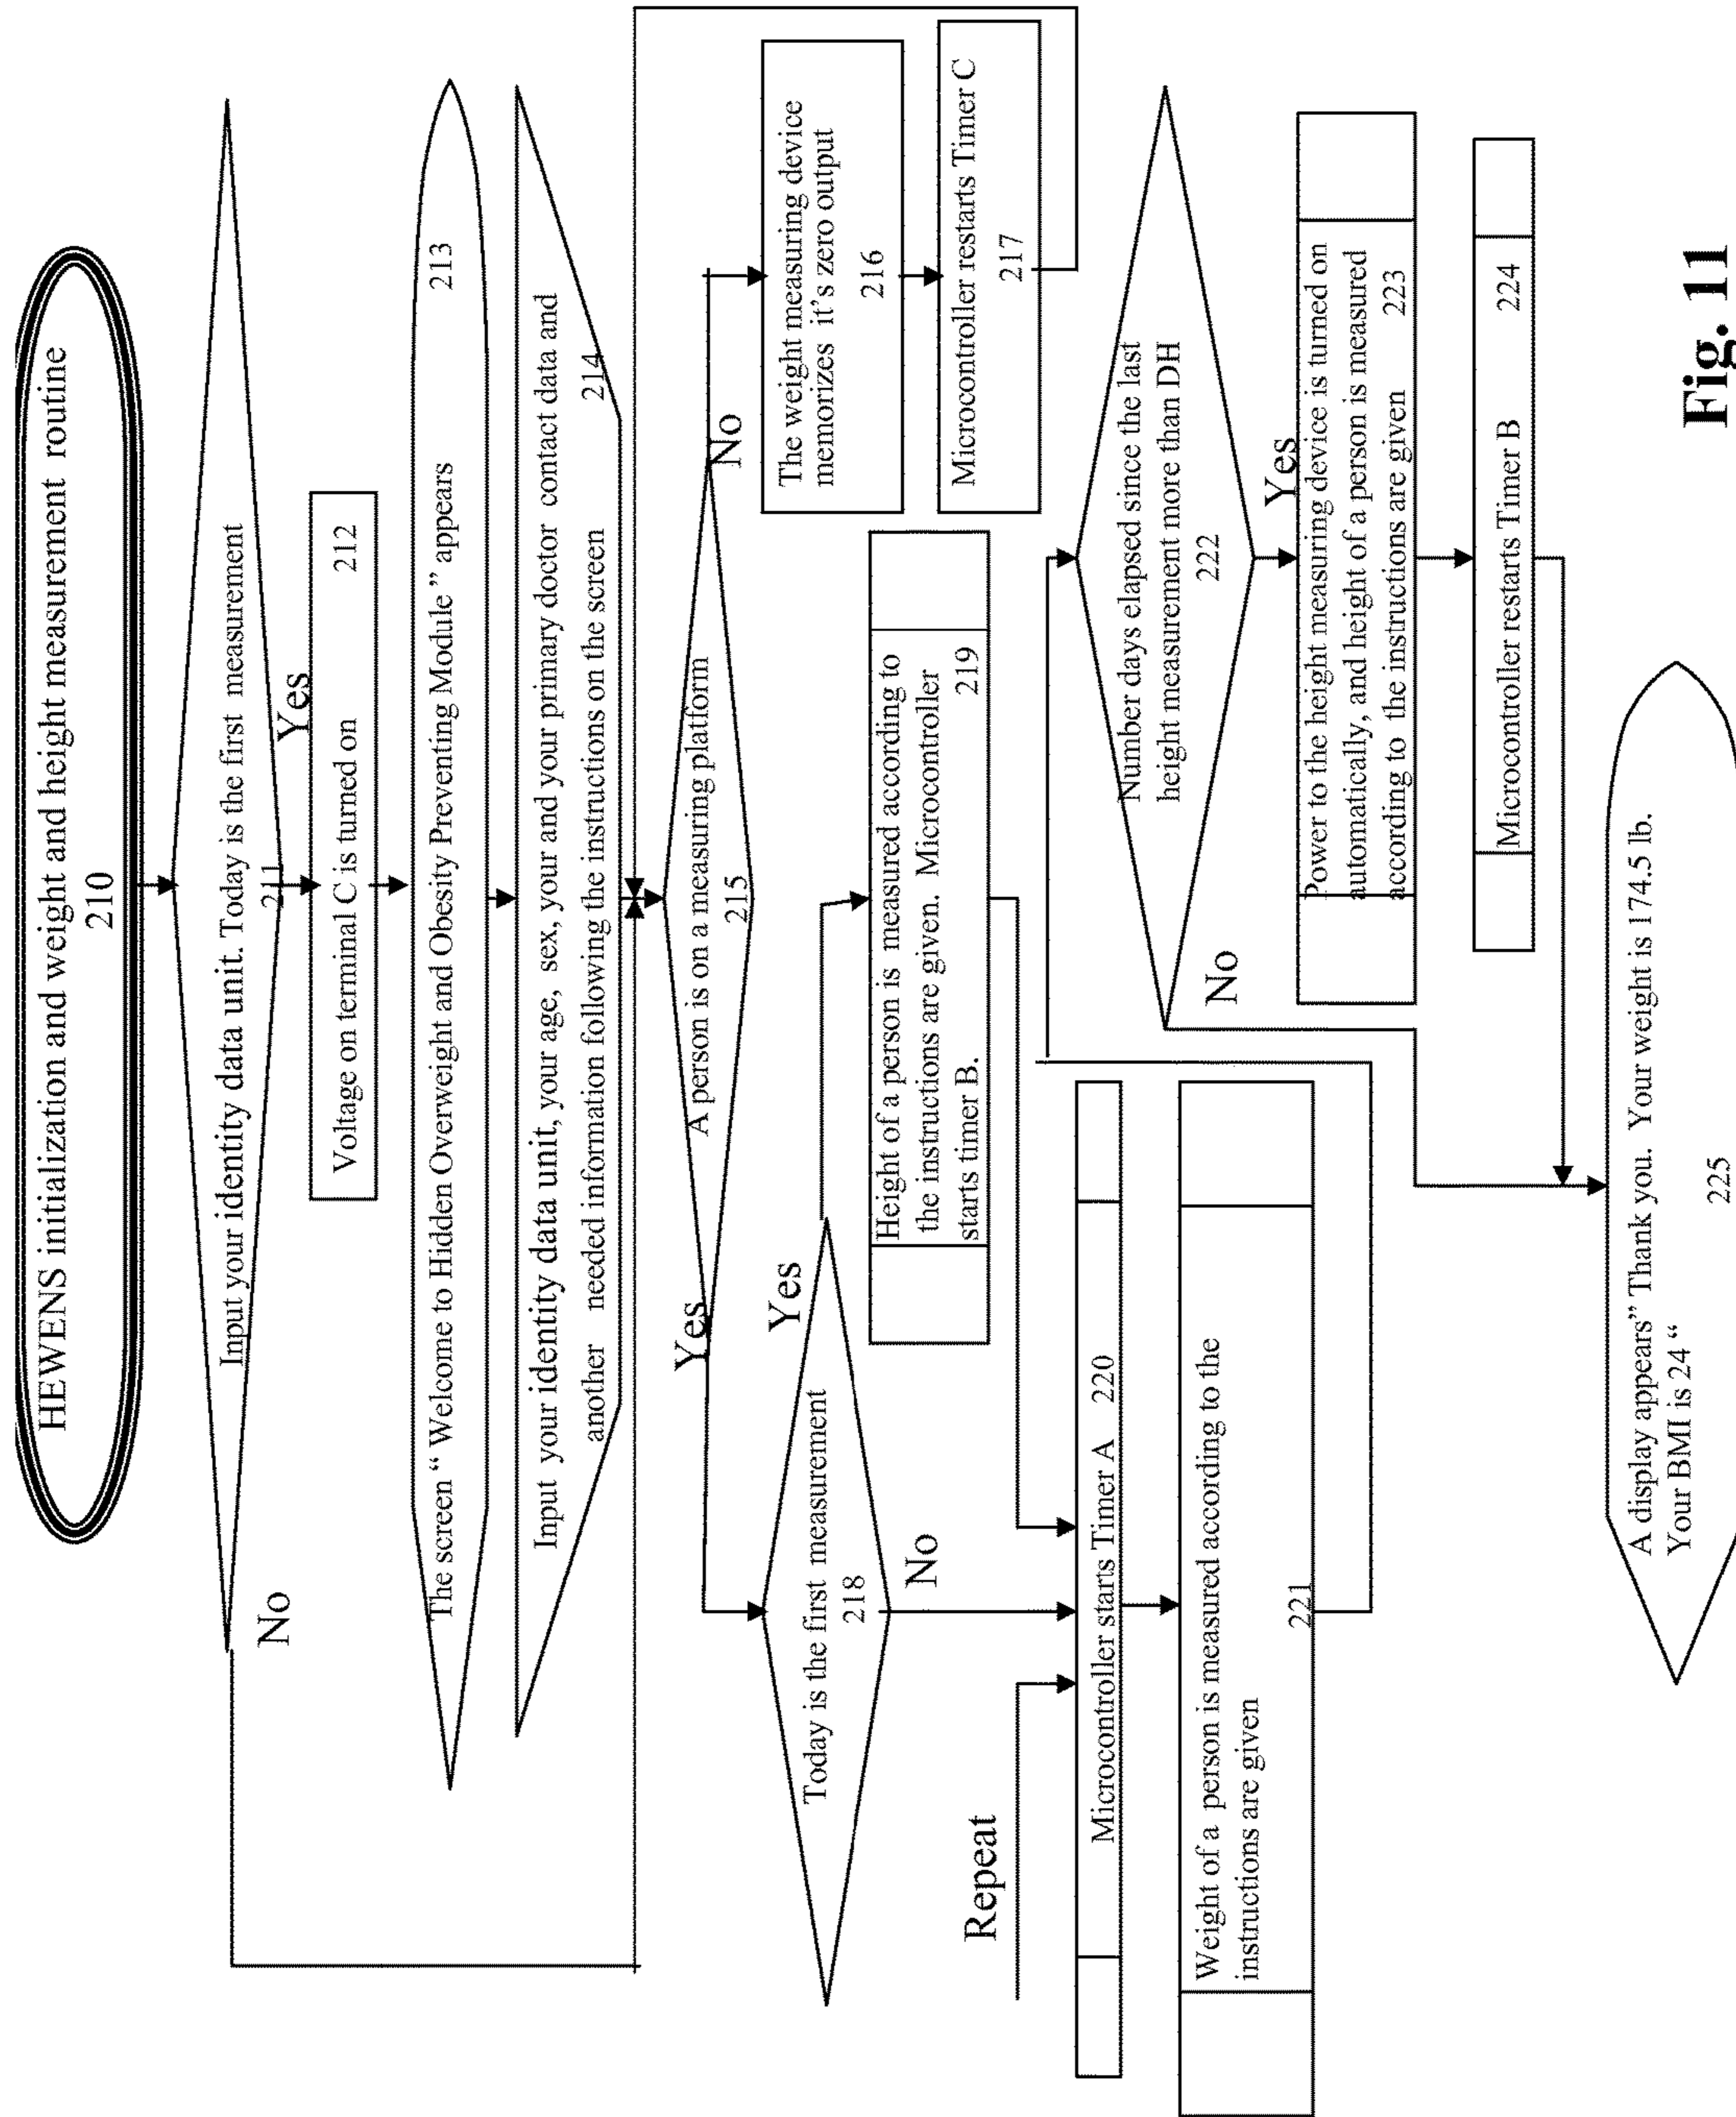 HEWENS initialization and weight and height measurement routine
210
Input your identity data unit. Today is the first measurement
211
Yes
No
Voltage on terminal C is turned on 212
The screen “ Welcome to Hidden Overweight and Obesity Preventing Module ” appears 213
Input your identity data unit, your age, sex, your and your primary doctor contact data and
another needed information following the instructions on the screen 214
A person is on a measuring platform
215
Yes
No
The weight measuring device
memorizes it's zero output
216
Microcontroller restarts Timer C
217
Today is the first measurement
218
Yes
No
Height of a person is measured according to
the instructions are given. Microcontroller
starts timer B. 219
Repeat
Microcontroller starts Timer A 220
Weight of a person is measured according to the
instructions are given
221
Number days elapsed since the last
height measurement more than DH
222
No
Yes
Power to the height measuring device is turned on
automatically, and height of a person is measured
according to the instructions are given 223
Microcontroller restarts Timer B 224
A display appears” Thank you. Your weight is 174.5 lb.
Your BMI is 24 “
225
Fig. 11